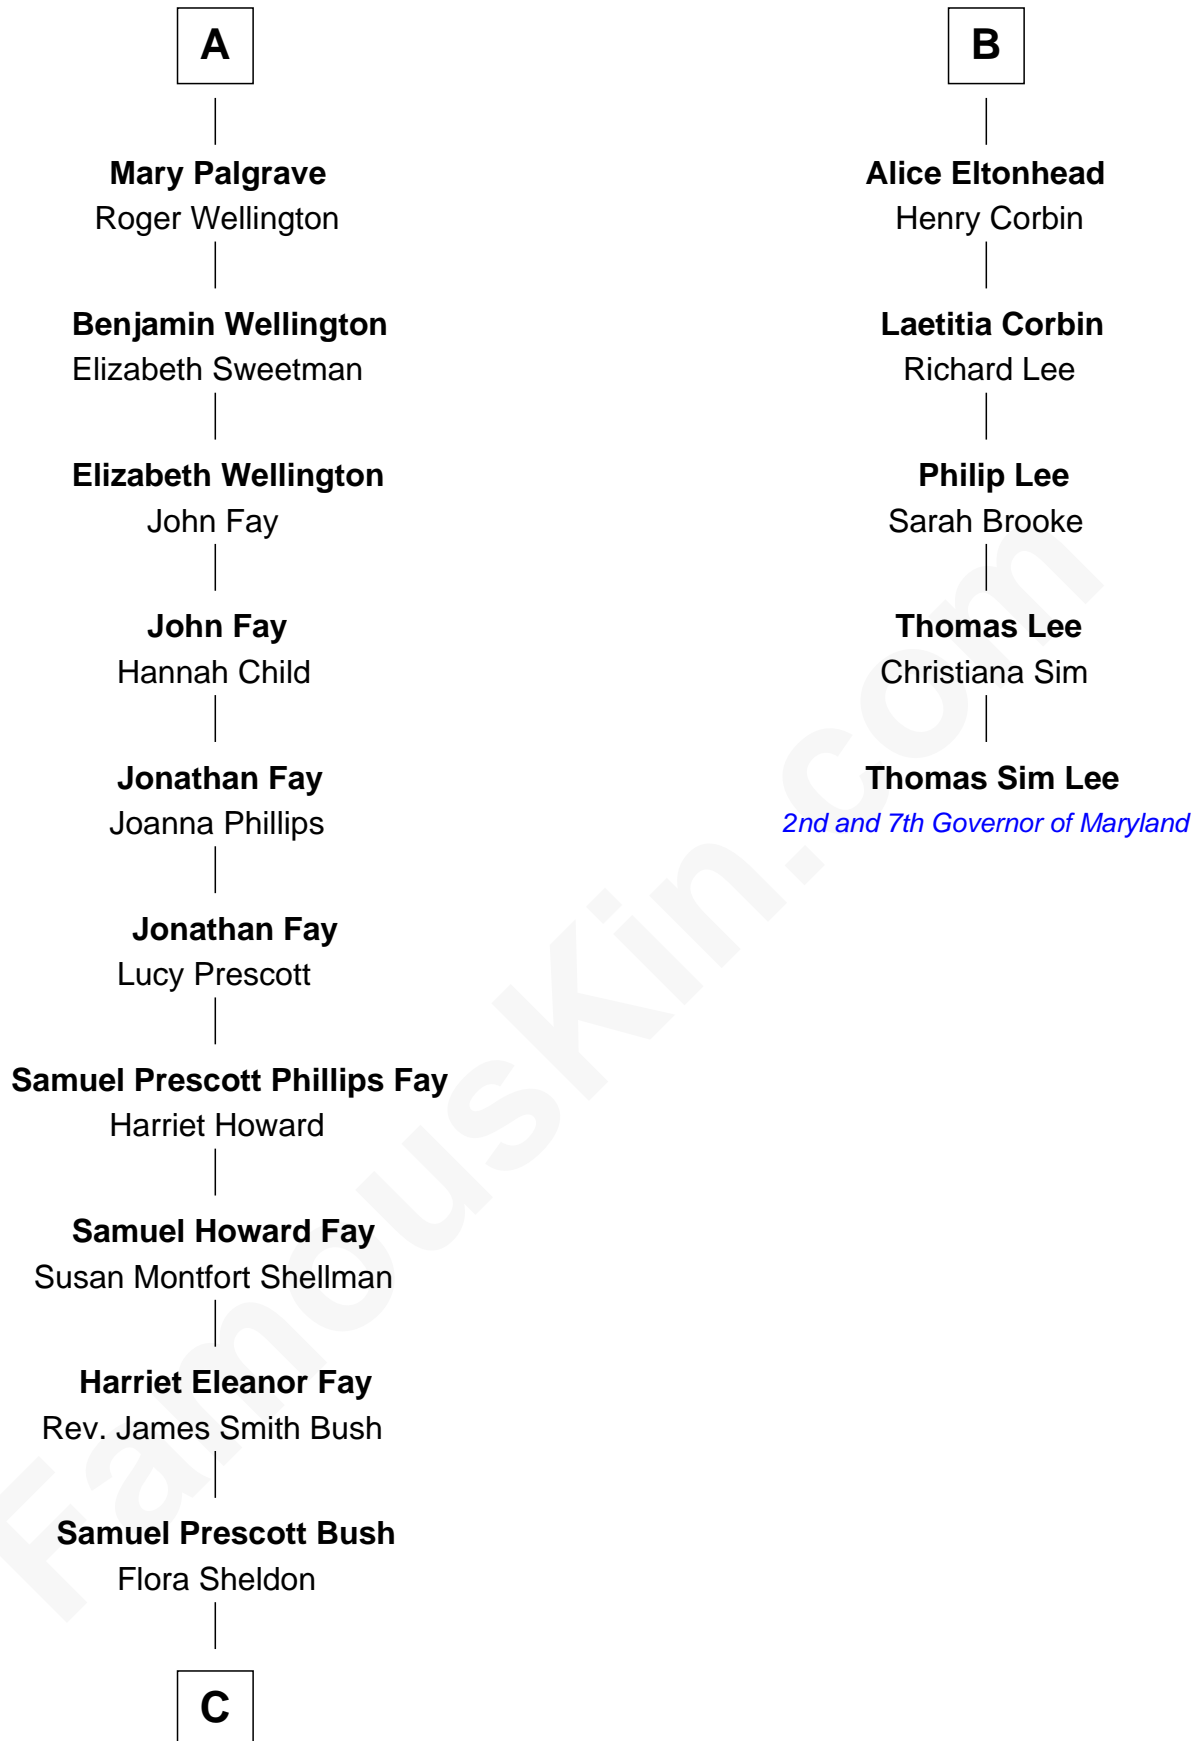 A
Mary Palgrave
Roger Wellington
Benjamin Wellington
Elizabeth Sweetman
Elizabeth Wellington
John Fay
John Fay
Hannah Child
Jonathan Fay
Joanna Phillips
Jonathan Fay
Lucy Prescott
Samuel Prescott Phillips Fay
Harriet Howard
Samuel Howard Fay
Susan Montfort Shellman
Harriet Eleanor Fay
Rev. James Smith Bush
Samuel Prescott Bush
Flora Sheldon
C
B
Alice Eltonhead
Henry Corbin
Laetitia Corbin
Richard Lee
Philip Lee
Sarah Brooke
Thomas Lee
Christiana Sim
Thomas Sim Lee
2nd and 7th Governor of Maryland
FamousKin.com